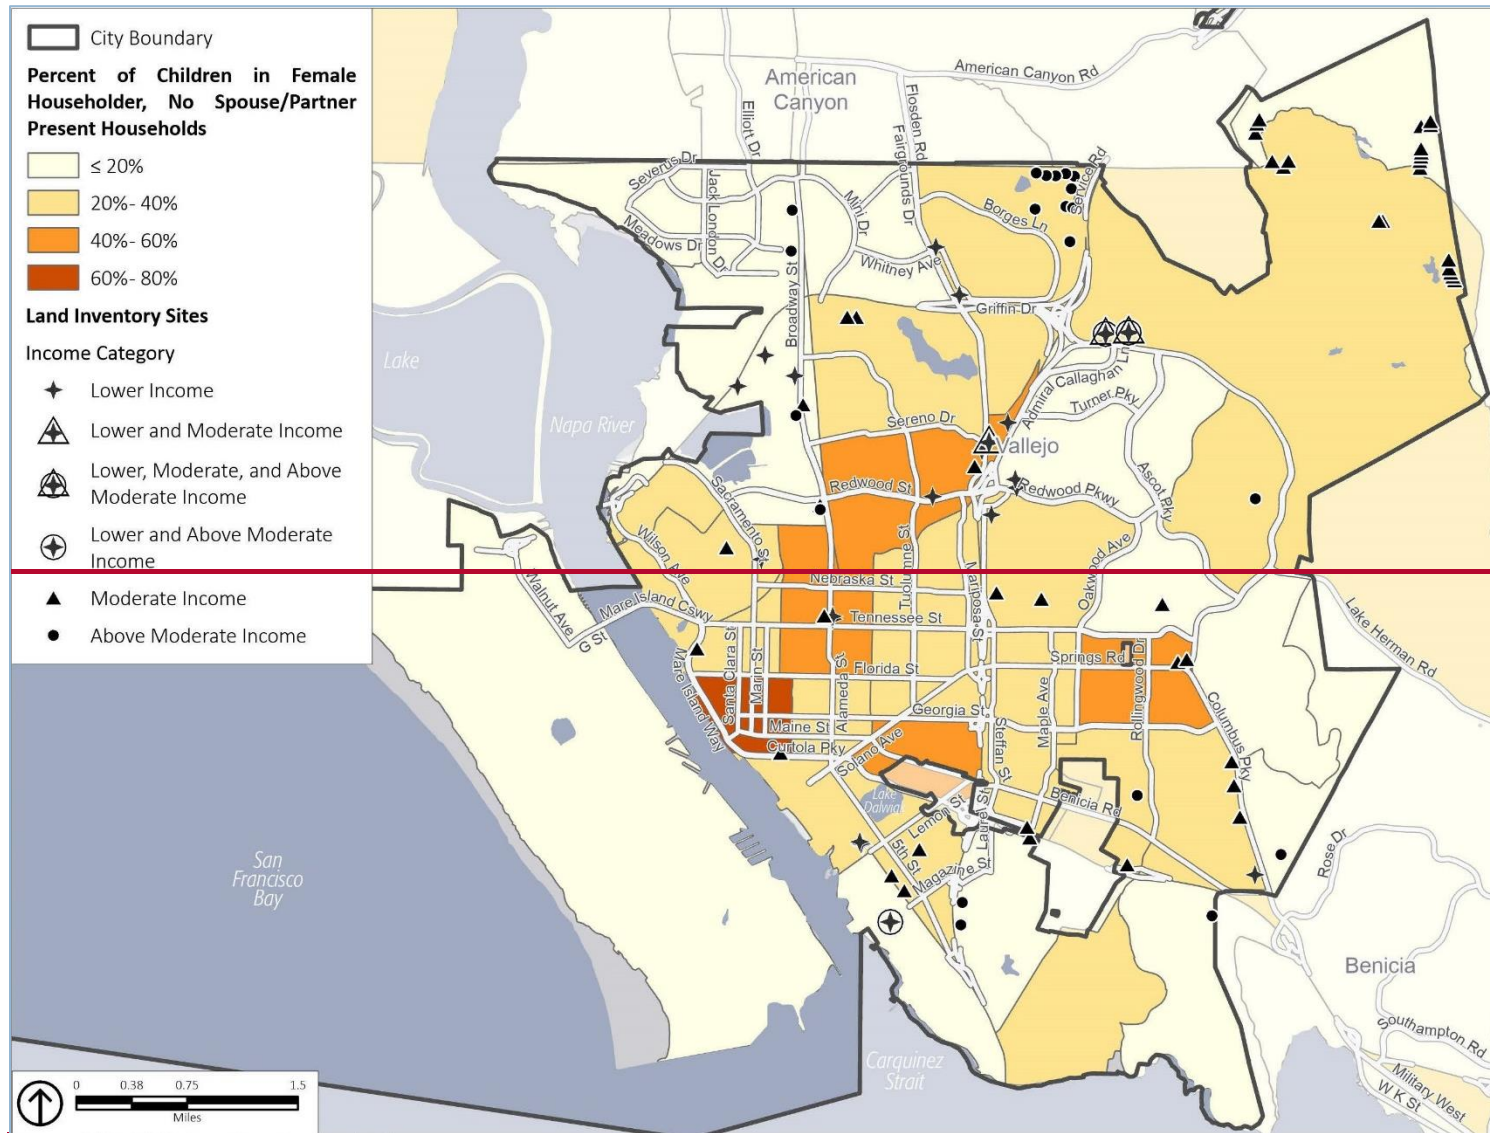 City Boundary
Percent of Children in Female
Householder, No Spouse/Partner
Present Households
≤ 20%
20%- 40%
40%- 60%
60%- 80%
Land Inventory Sites
Income Category
Lower Income
Lower and Moderate Income
Lower, Moderate, and Above
Moderate Income
Lower and Above Moderate
Income
Moderate Income
Above Moderate Income
American
Canyon
American Canyon Rd
Elliott Dr
Flosden Rd
Fairgrounds Dr
Severus Dr
Jack London Dr
Meadows Dr
Mini Dr
Whitney Ave
Borges Ln
Service Rd
Broadway St
Griffin Dr
Lake
Napa River
Admiral Callaghan Ln
Turner Pky
Sereno Dr
Vallejo
Ascot Pky
Redwood St
Redwood Pkwy
Sacramento St
Wilson Ave
Tuolumne St
Mariposa St
Oakwood Ave
Nebraska St
Walnut Ave
G St
Mare Island Cswy
Tennessee St
Lake Herman Rd
Santa Clara St
Marin St
Florida St
Alameda St
Springs Rd
Rollingwood Dr
Columbus Pky
Mare Island Way
Georgia St
Maine St
Curtola Pky
Solano Ave
Steffan St
Maple Ave
Lake
Dalwigk
Lemon St
Laurel St
Benicia Rd
5th St
Magazine St
Rose Dr
San
Francisco
Bay
Benicia
Carquinez
Strait
Southampton Rd
Military West
W K St
0 0.38 0.75 1.5
Miles